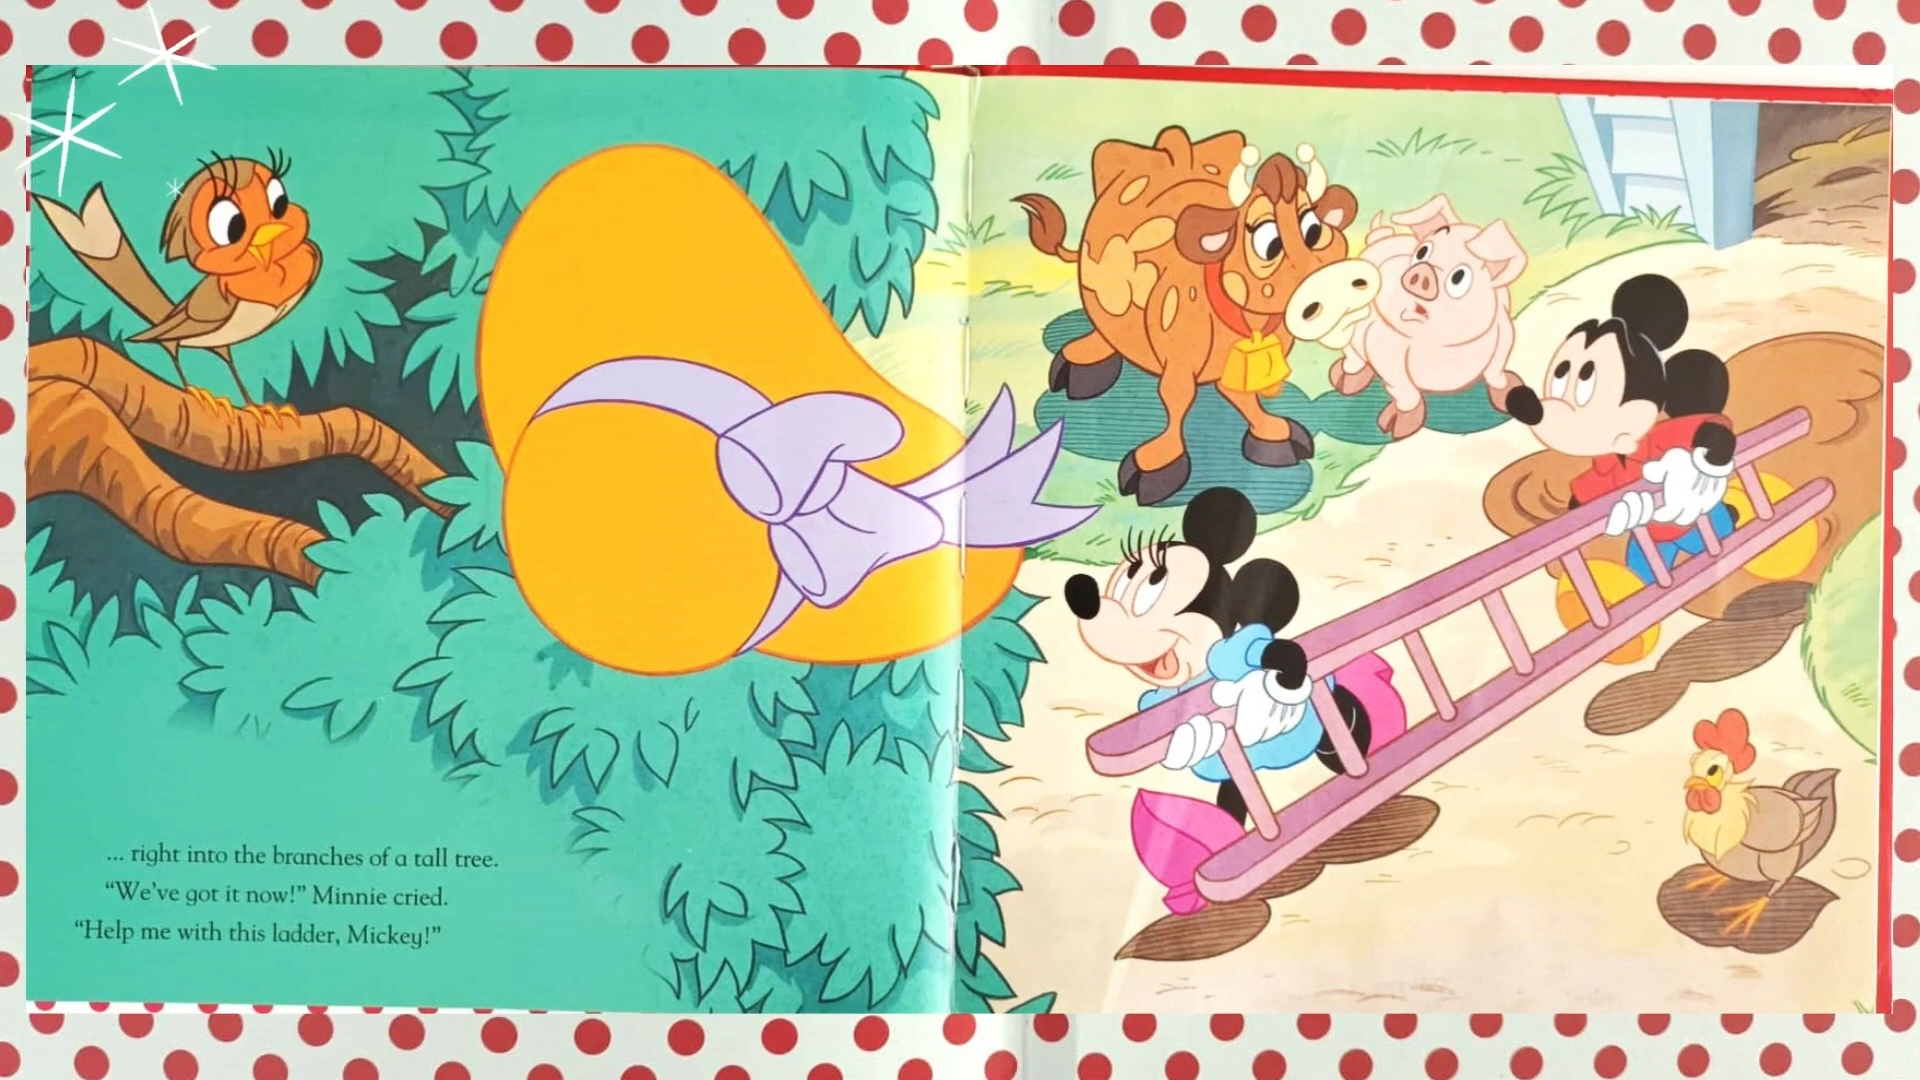 ... right into the branches of a tall tree.
“We’ve got it now!” Minnie cried.
“Help me with this ladder, Mickey!”